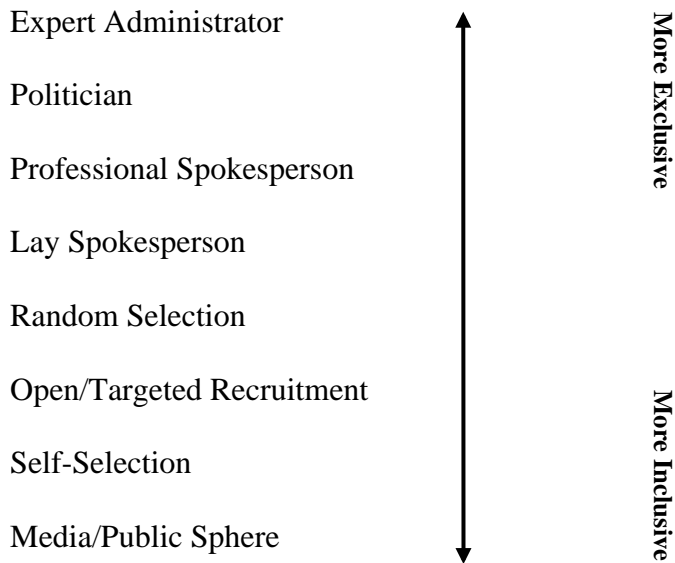 Expert Administrator
Politician
Professional Spokesperson
Lay Spokesperson
Random Selection
Open/Targeted Recruitment
Self-Selection
Media/Public Sphere
More Exclusive
More Inclusive